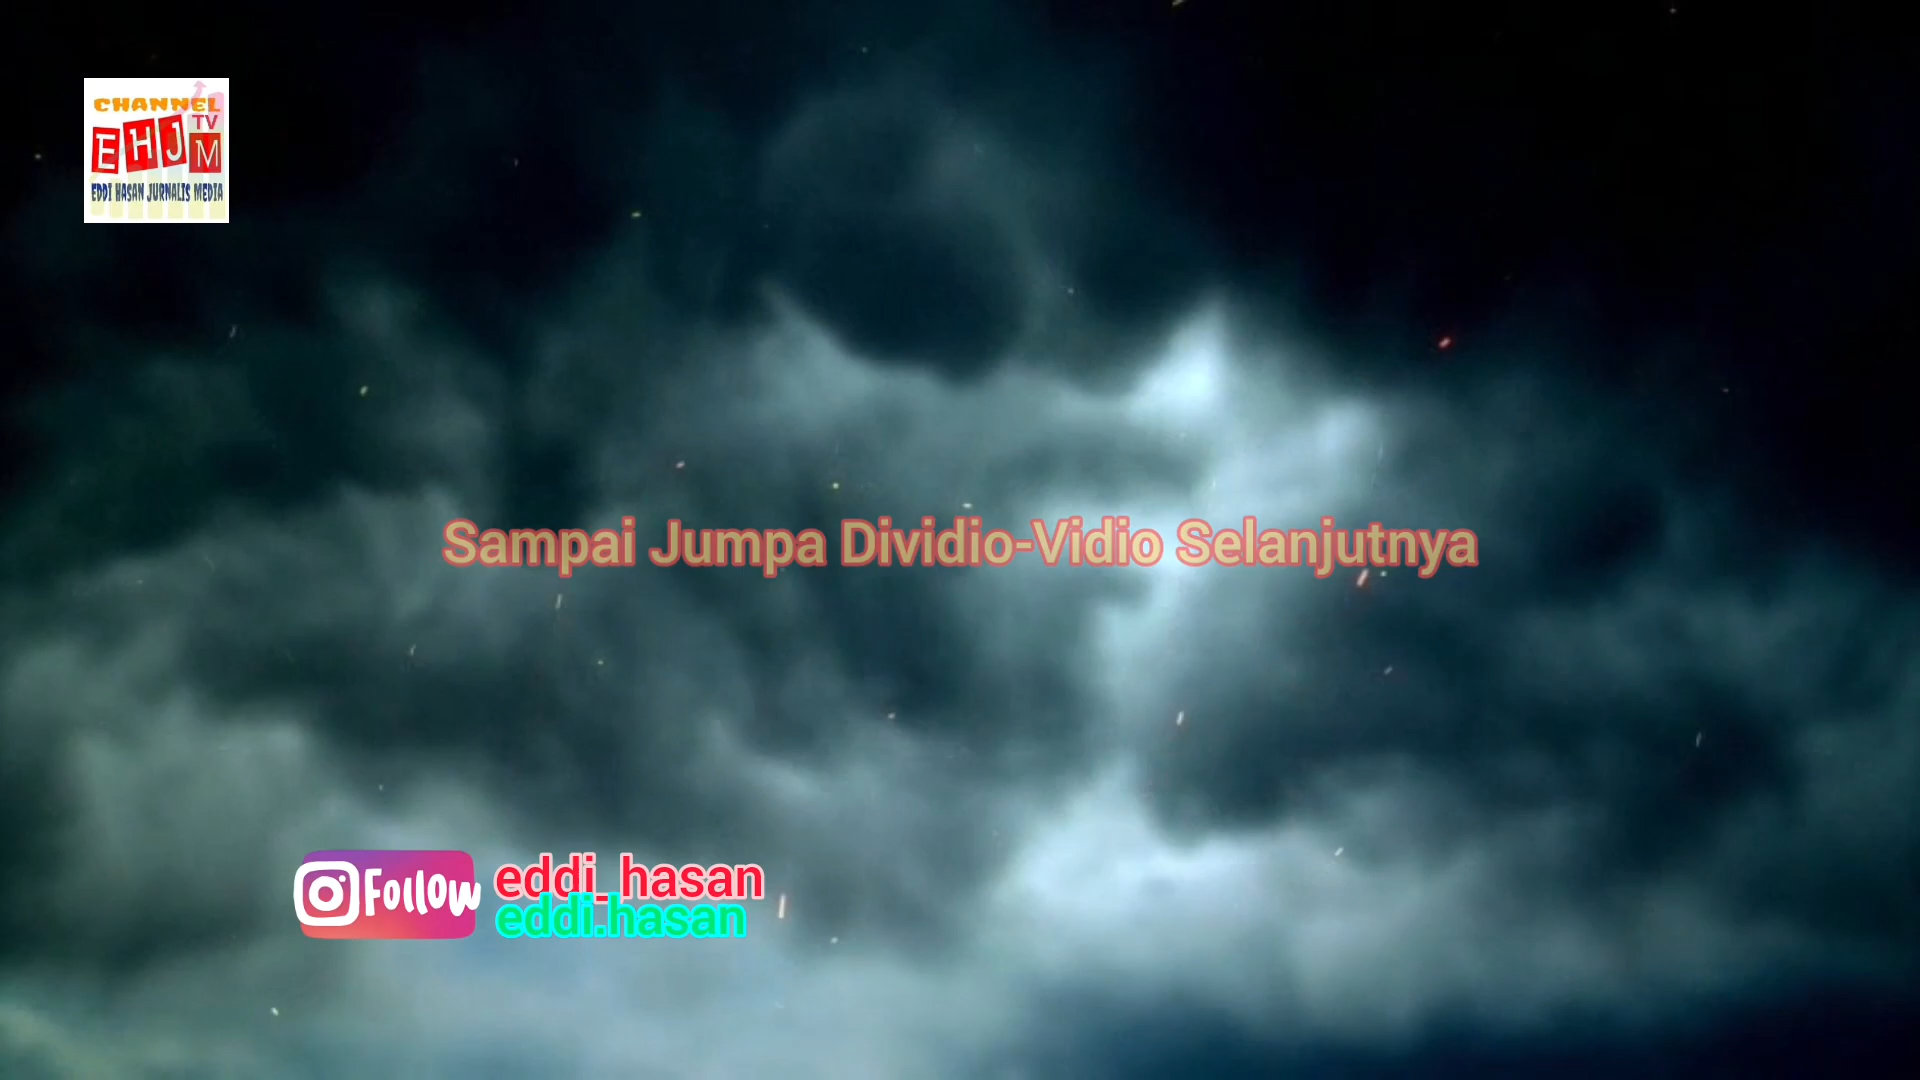 CHANNEL
TV
EHJM
EDDI HASAN JURNALIS MEDIA
Sampai Jumpa Dividio-Vidio Selanjutnya
Follow
eddi_hasan
eddi.hasan